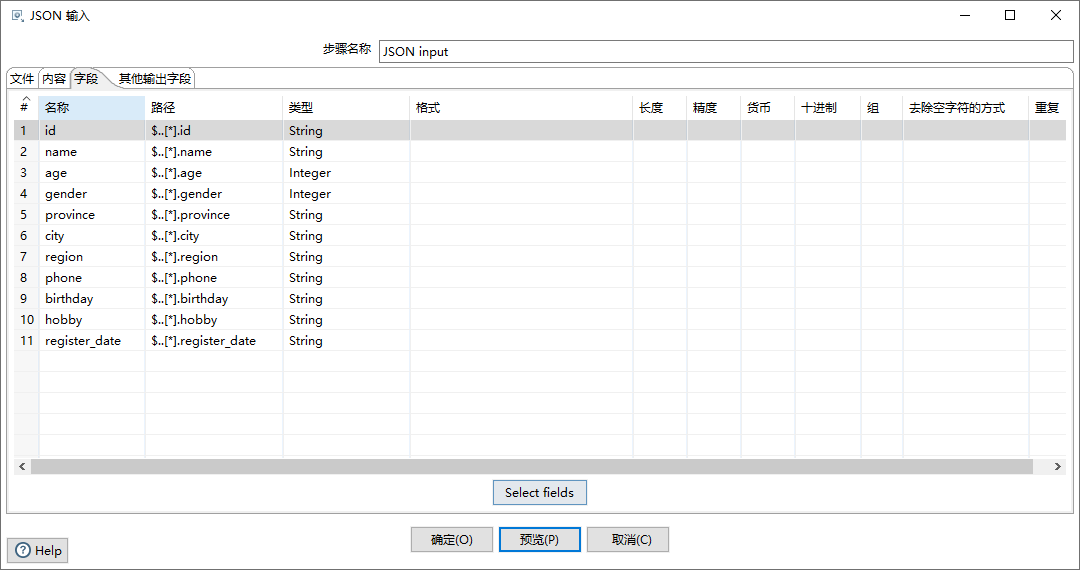 JSON 输入
步骤名称 JSON input
文件 内容 字段 其他输出字段
# 名称 路径 类型 格式 长度 精度 货币 十进制 组 去除空字符的方式 重复
1 id $..[*].id String
2 name $..[*].name String
3 age $..[*].age Integer
4 gender $..[*].gender Integer
5 province $..[*].province String
6 city $..[*].city String
7 region $..[*].region String
8 phone $..[*].phone String
9 birthday $..[*].birthday String
10 hobby $..[*].hobby String
11 register_date $..[*].register_date String
Select fields
确定(O) 预览(P) 取消(C)
Help